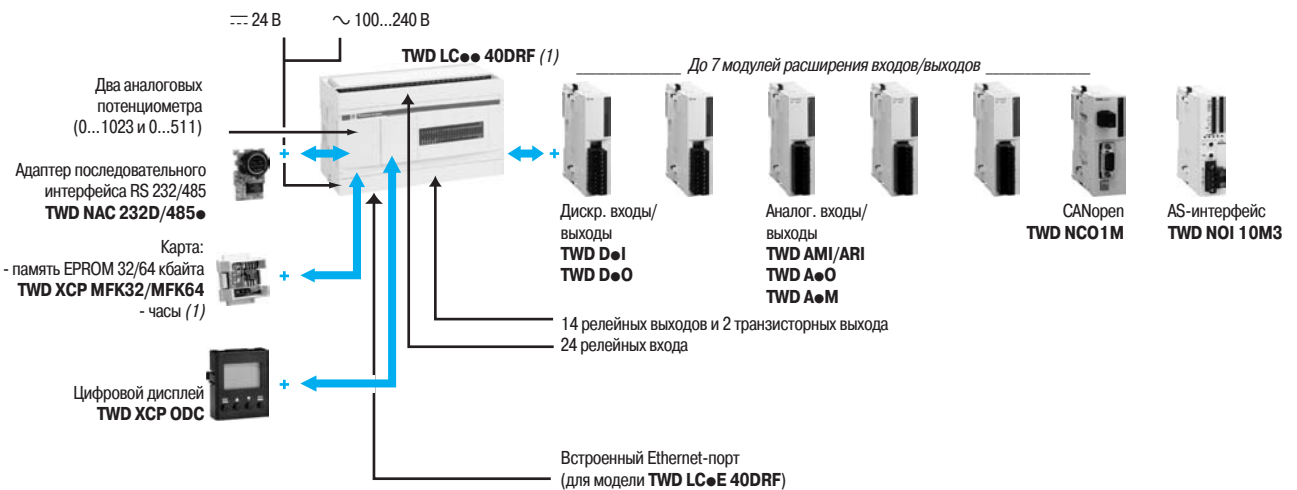 ⎓ 24 В
∼ 100...240 В
TWD LC●● 40DRF (1)
До 7 модулей расширения входов/выходов
Два аналоговых
потенциометра
(0...1023 и 0...511)
Адаптер последовательного
интерфейса RS 232/485
TWD NAC 232D/485●
Карта:
- память EPROM 32/64 кбайта
TWD XCP MFK32/MFK64
- часы (1)
Цифровой дисплей
TWD XCP ODC
Дискр. входы/
выходы
TWD D●I
TWD D●O
Аналог. входы/
выходы
TWD AMI/ARI
TWD A●O
TWD A●M
CANopen
TWD NCO1M
AS-интерфейс
TWD NOI 10M3
14 релейных выходов и 2 транзисторных выхода
24 релейных входа
Встроенный Ethernet-порт
(для модели TWD LC●E 40DRF)